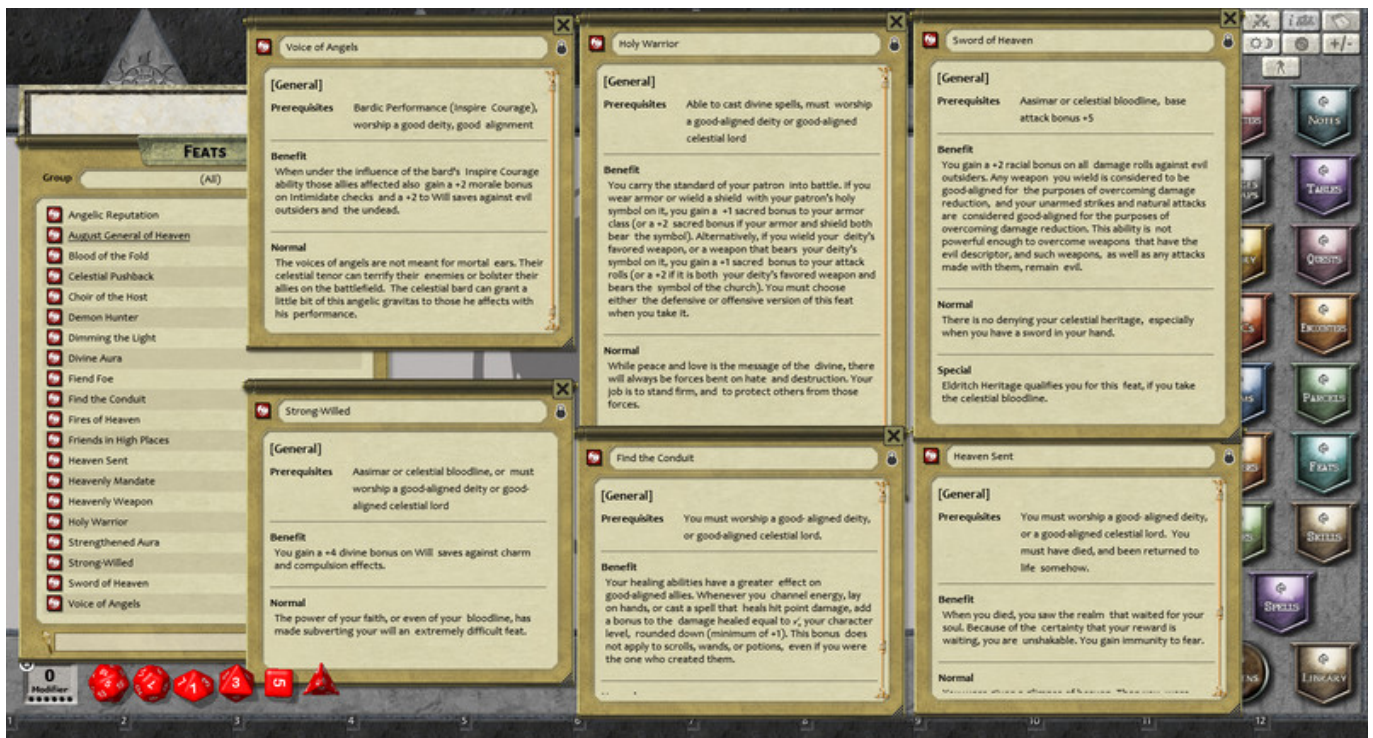 FEATS
Group
(All)
Angelic Reputation
August General of Heaven
Blood of the Fold
Celestial Pushback
Choir of the Host
Demon Hunter
Dimming the Light
Divine Aura
Fiend Foe
Find the Conduit
Fires of Heaven
Friends in High Places
Heaven Sent
Heavenly Mandate
Heavenly Weapon
Holy Warrior
Strengthened Aura
Strong-Willed
Sword of Heaven
Voice of Angels
Voice of Angels
[General]
Prerequisites Bardic Performance (Inspire Courage),
worship a good deity, good alignment
Benefit
When under the influence of the bard's Inspire Courage
ability those allies affected also gain a +2 morale bonus
on Intimidate checks and a +2 to Will saves against evil
outsiders and the undead.
Normal
The voices of angels are not meant for mortal ears. Their
celestial tenor can terrify their enemies or bolster their
allies on the battlefield. The celestial bard can grant a
little bit of this angelic gravitas to those he affects with
his performance.
Strong-Willed
[General]
Prerequisites Aasimar or celestial bloodline, or must
worship a good-aligned deity or good-
aligned celestial lord
Benefit
You gain a +4 divine bonus on Will saves against charm
and compulsion effects.
Normal
The power of your faith, or even of your bloodline, has
made subverting your will an extremely difficult feat.
Holy Warrior
[General]
Prerequisites Able to cast divine spells, must worship
a good-aligned deity or good-aligned
celestial lord
Benefit
You carry the standard of your patron into battle. If you
wear armor or wield a shield with your patron's holy
symbol on it, you gain a +1 sacred bonus to your armor
class (or a +2 sacred bonus if your armor and shield both
bear the symbol). Alternatively, if you wield your deity's
favored weapon, or a weapon that bears your deity's
symbol on it, you gain a +1 sacred bonus to your attack
rolls (or a +2 if it is both your deity's favored weapon and
bears the symbol of the church). You must choose
either the defensive or offensive version of this feat
when you take it.
Normal
While peace and love is the message of the divine, there
will always be forces bent on hate and destruction. Your
job is to stand firm, and to protect others from those
forces.
Find the Conduit
[General]
Prerequisites You must worship a good- aligned deity,
or good-aligned celestial lord.
Benefit
Your healing abilities have a greater effect on
good-aligned allies. Whenever you channel energy, lay
on hands, or cast a spell that heals hit point damage, add
a bonus to the damage healed equal to your character
level, rounded down (minimum of +1). This bonus does
not apply to scrolls, wands, or potions, even if you were
the one who created them.
Sword of Heaven
[General]
Prerequisites Aasimar or celestial bloodline, base
attack bonus +5
Benefit
You gain a +2 racial bonus on all damage rolls against evil
outsiders. Any weapon you wield is considered to be
good-aligned for the purposes of overcoming damage
reduction, and your unarmed strikes and natural attacks
are considered good-aligned for the purposes of
overcoming damage reduction. This ability is not
powerful enough to overcome weapons that have the
evil descriptor, and such weapons, as well as any attacks
made with them, remain evil.
Normal
There is no denying your celestial heritage, especially
when you have a sword in your hand.
Special
Eldritch Heritage qualifies you for this feat, if you take
the celestial bloodline.
Heaven Sent
[General]
Prerequisites You must worship a good- aligned deity,
or a good-aligned celestial lord. You
must have died, and been returned to
life somehow.
Benefit
When you died, you saw the realm that waited for your
soul. Because of the certainty that your reward is
waiting, you are unshakable. You gain immunity to fear.
Normal
+/-
NOTES
TABLES
QUESTS
ENCOUNTERS
PARCELS
FEATS
SKILLS
SPELLS
LIBRARY
0
Modifier
1 2 3 4 5 6 7 8 9 10 11 12